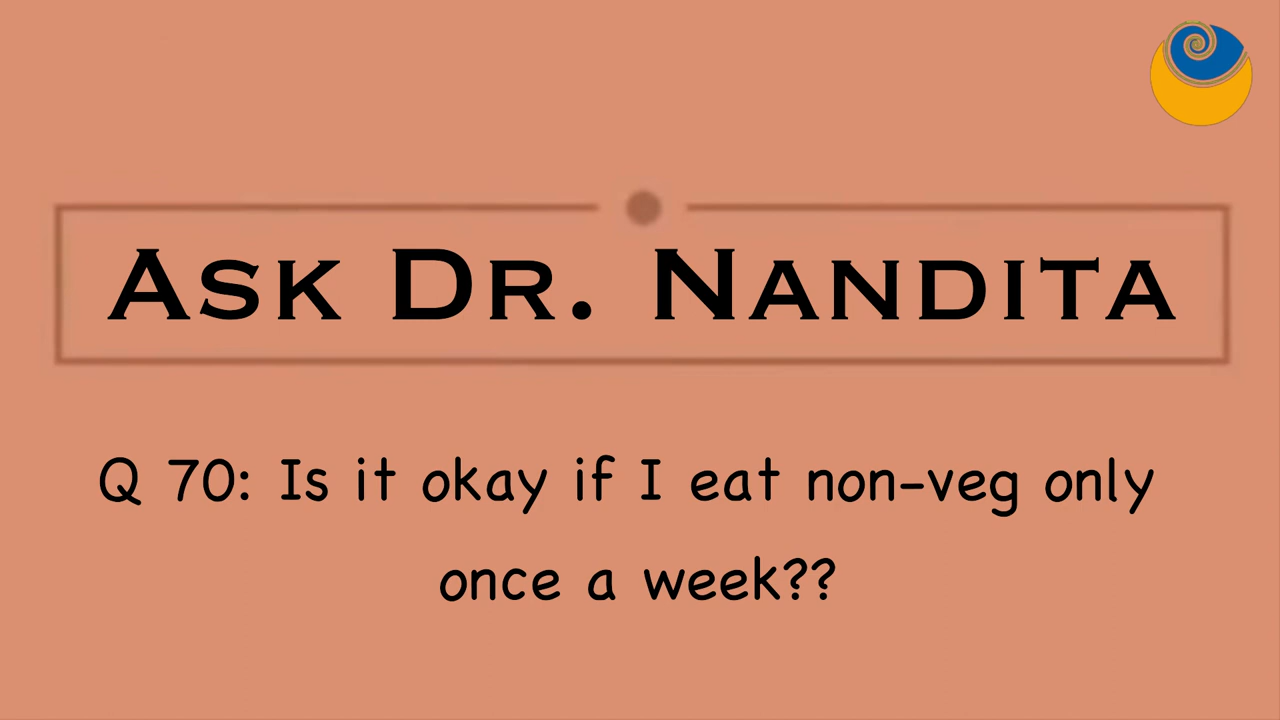 ASK DR. NANDITA
Q 70: Is it okay if I eat non-veg only
once a week??